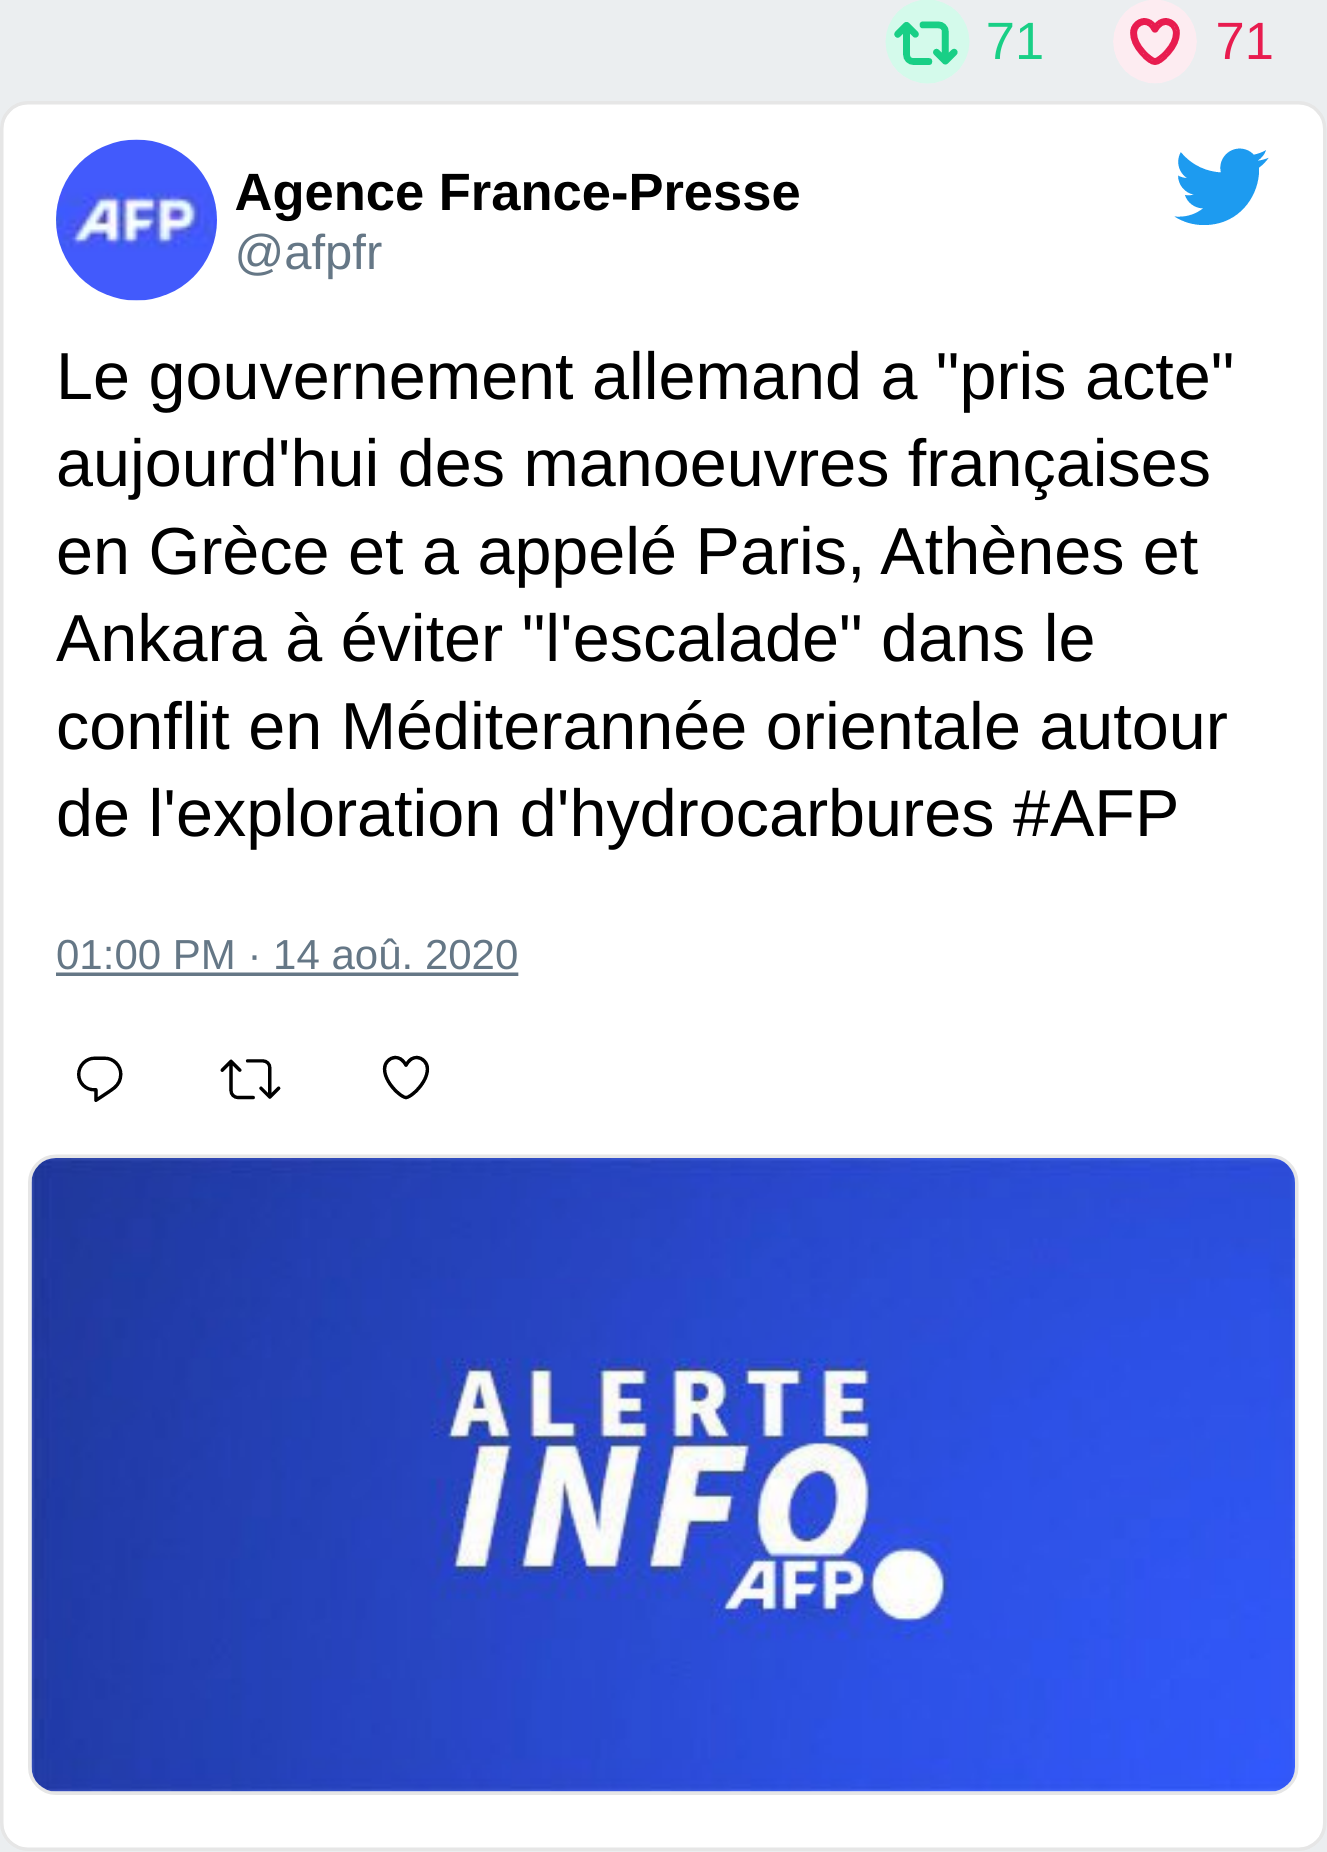 71 71
AFP
Agence France-Presse
@afpfr
Le gouvernement allemand a "pris acte"
aujourd'hui des manoeuvres françaises
en Grèce et a appelé Paris, Athènes et
Ankara à éviter "l'escalade" dans le
conflit en Méditerannée orientale autour
de l'exploration d'hydrocarbures #AFP
01:00 PM · 14 aoû. 2020
ALERTE
INFO
AFP